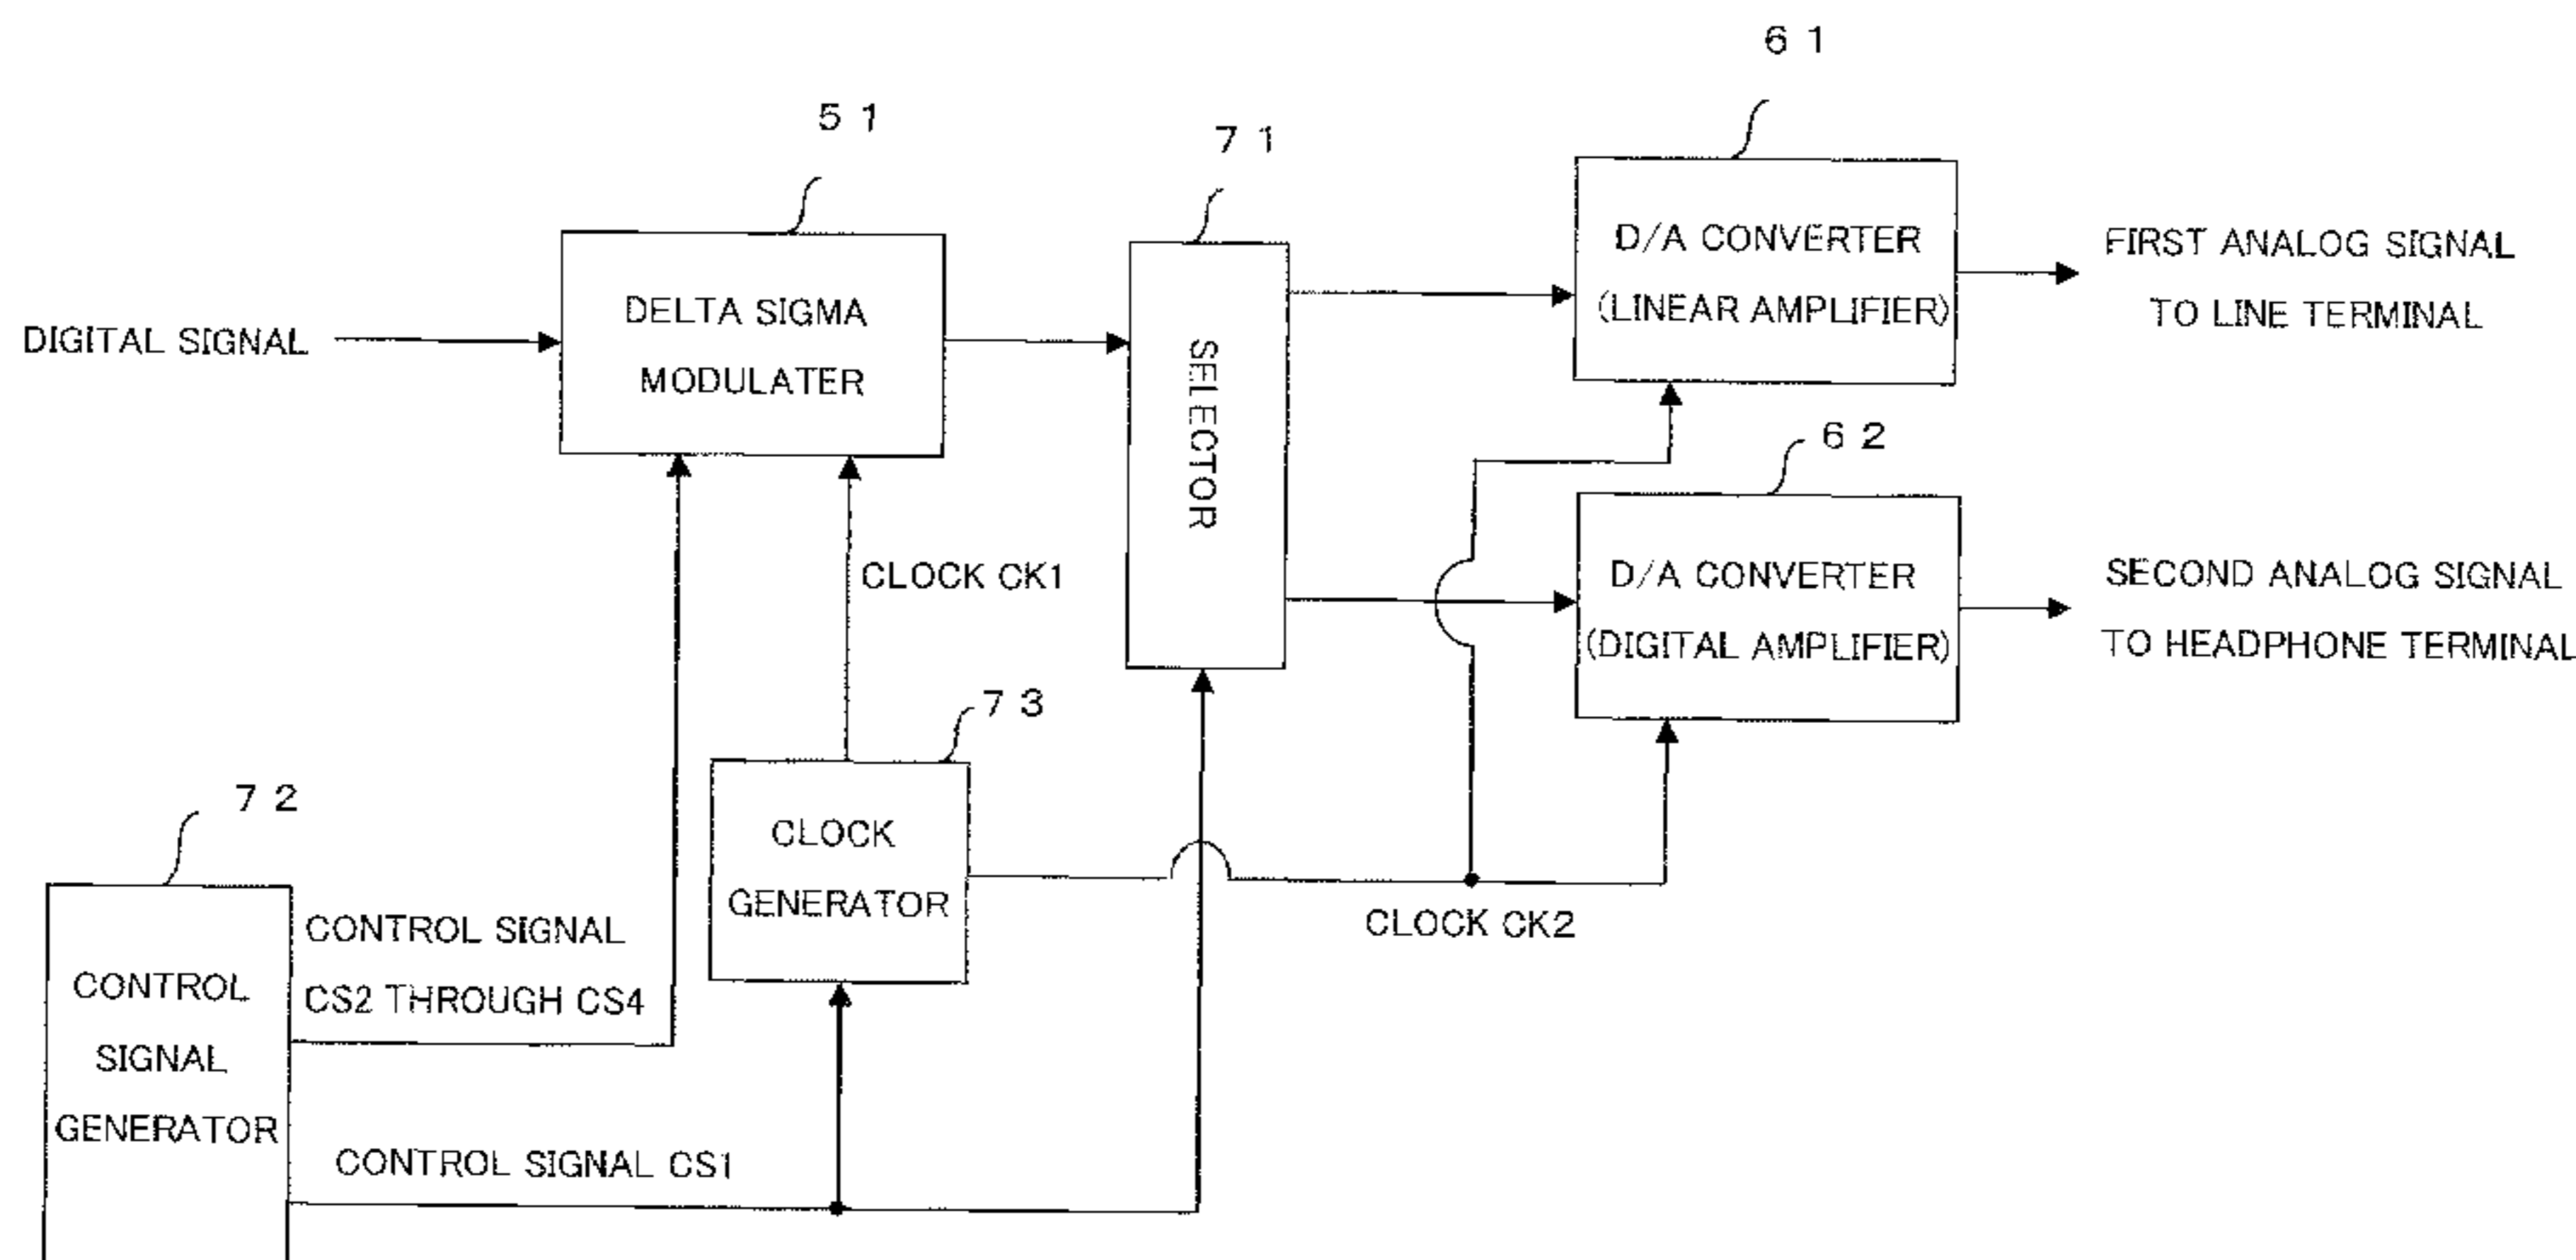 6 1
5 1
7 1
D/A CONVERTER
(LINEAR AMPLIFIER)
FIRST ANALOG SIGNAL
TO LINE TERMINAL
DIGITAL SIGNAL
DELTA SIGMA
MODULATER
SELECTOR
6 2
D/A CONVERTER
(DIGITAL AMPLIFIER)
SECOND ANALOG SIGNAL
TO HEADPHONE TERMINAL
CLOCK CK1
7 3
CLOCK
GENERATOR
CLOCK CK2
7 2
CONTROL
SIGNAL
GENERATOR
CONTROL SIGNAL
CS2 THROUGH CS4
CONTROL SIGNAL CS1